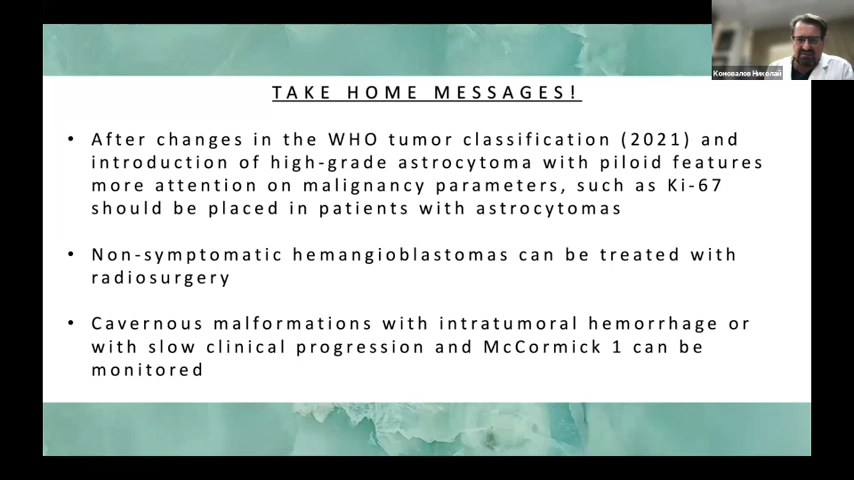 Коновалов Николай
TAKE HOME MESSAGES!
• After changes in the WHO tumor classification (2021) and
introduction of high-grade astrocytoma with piloid features
more attention on malignancy parameters, such as Ki-67
should be placed in patients with astrocytomas
• Non-symptomatic hemangioblastomas can be treated with
radiosurgery
• Cavernous malformations with intratumoral hemorrhage or
with slow clinical progression and McCormick 1 can be
monitored